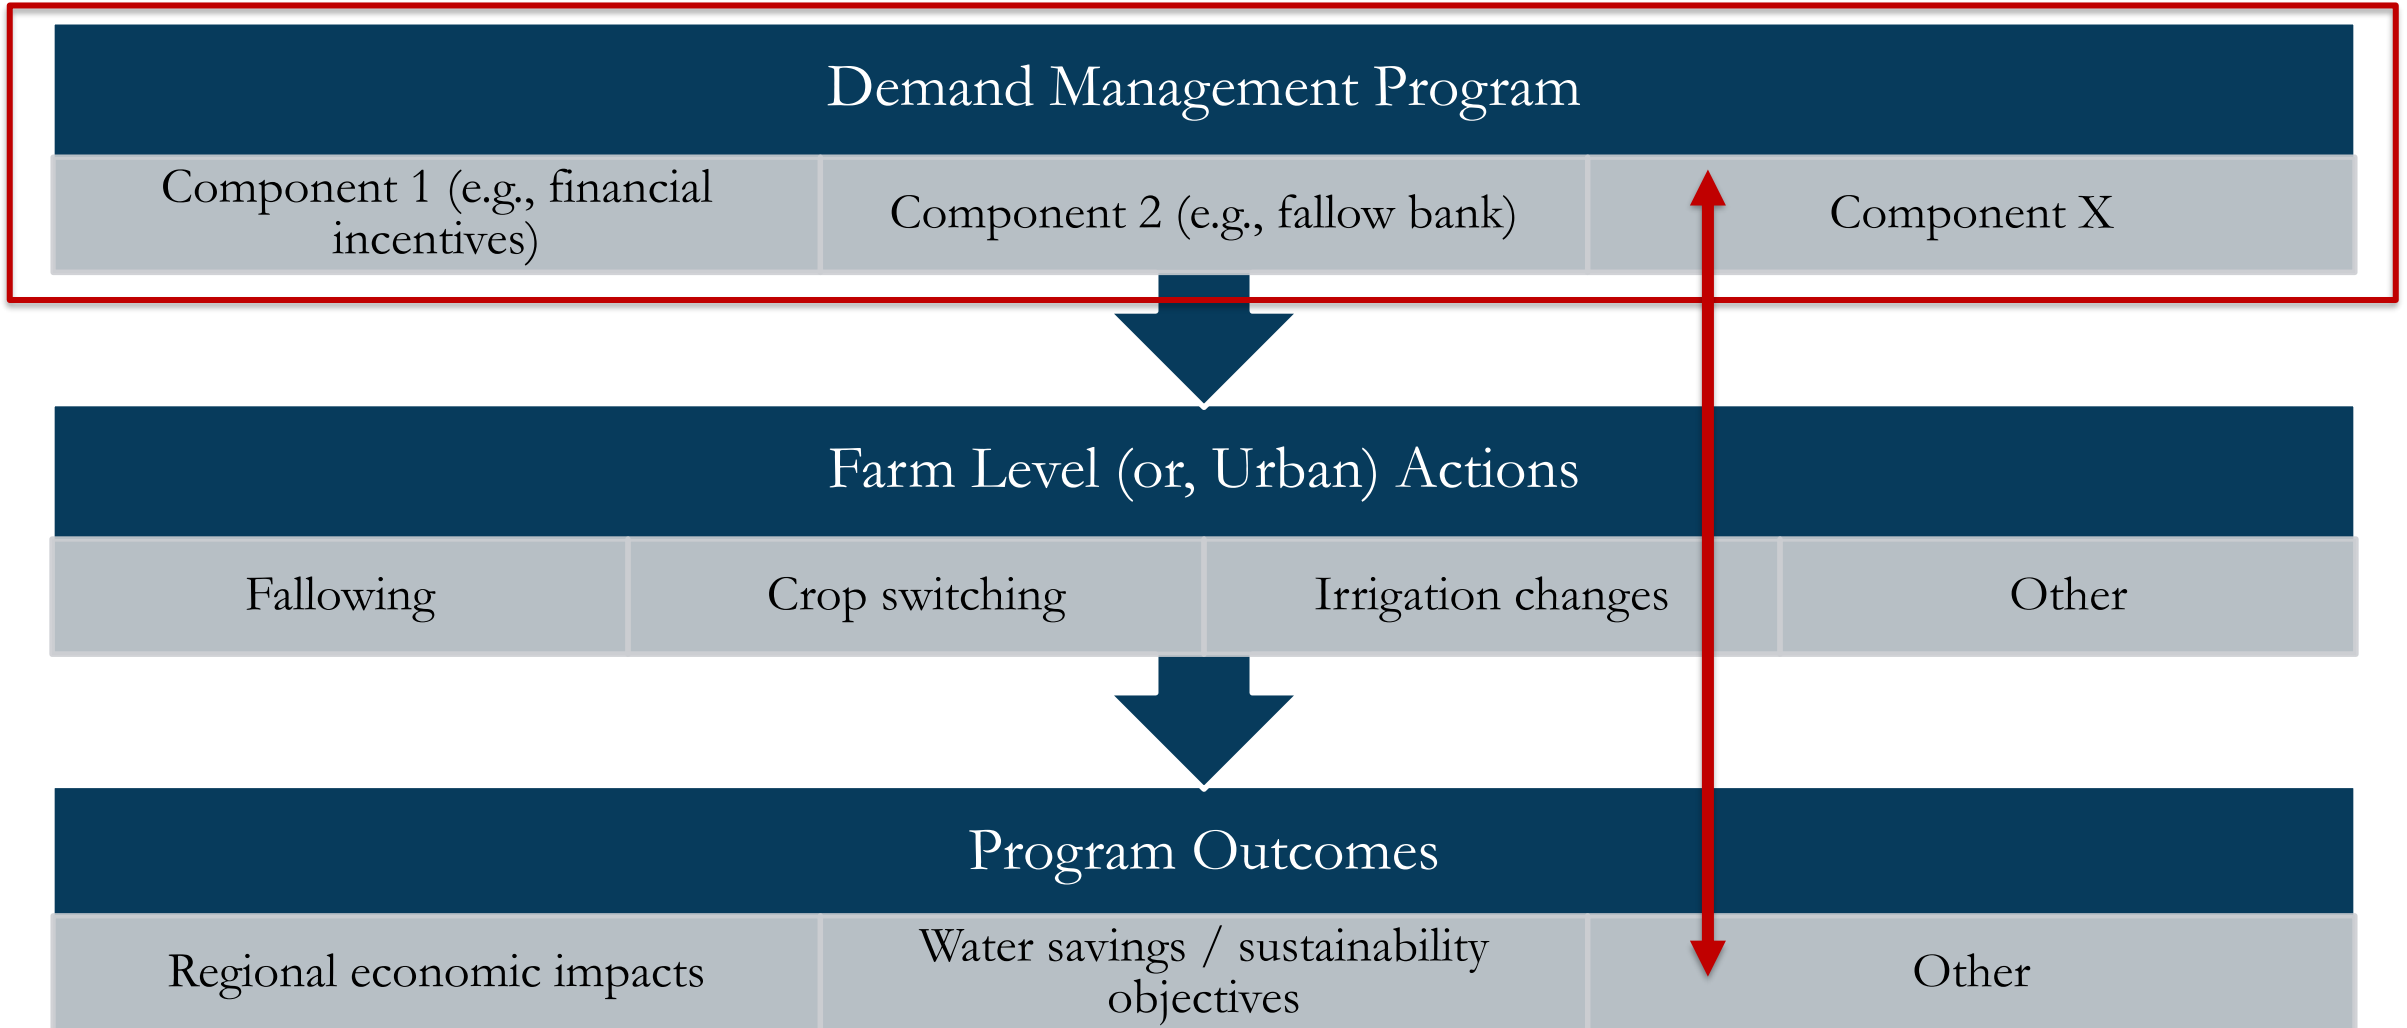 Demand Management Program
Component 1 (e.g., financial
incentives)
Component 2 (e.g., fallow bank)
Component X
Farm Level (or, Urban) Actions
Fallowing
Crop switching
Irrigation changes
Other
Program Outcomes
Regional economic impacts
Water savings / sustainability
objectives
Other